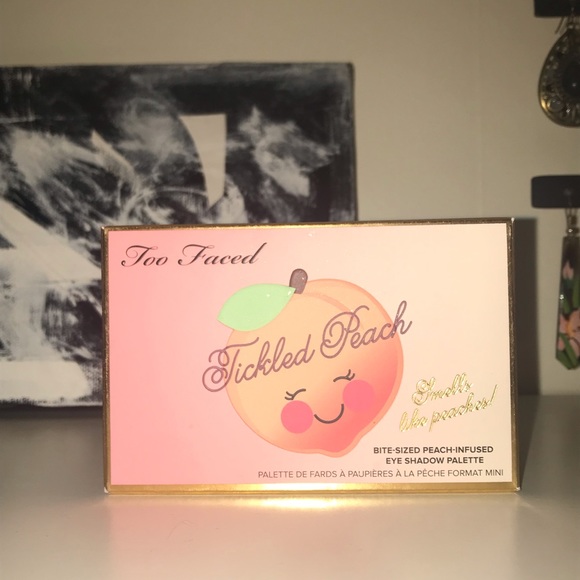 Too Faced
Tickled Peach
Smells
like peaches!
BITE-SIZED PEACH-INFUSED
EYE SHADOW PALETTE
PALETTE DE FARDS À PAUPIÈRES À LA PÊCHE FORMAT MINI